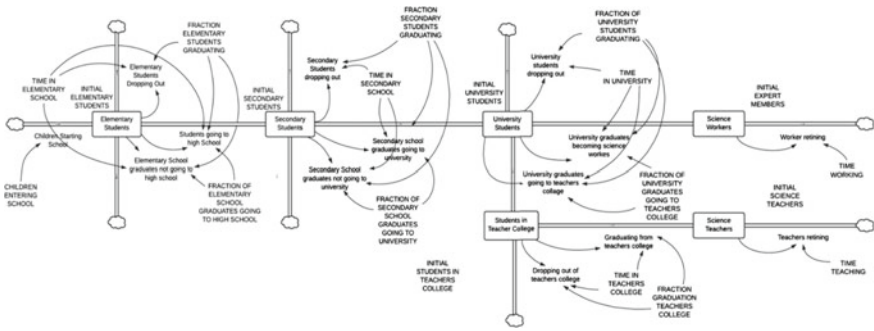 FRACTION
ELEMENTARY
STUDENTS
GRADUATING
FRACTION
SECONDARY
STUDENTS
GRADUATING
FRACTION OF
UNIVERSITY
STUDENTS
GRADUATING
Elementary
Students
Dropping Out
TIME IN
ELEMENTARY
SCHOOL
INITIAL
ELEMENTARY
STUDENTS
Elementary
Students
Children Starting
School
CHILDREN
ENTERING
SCHOOL
Students going to
high School
Elementary School
graduates not going to
high school
FRACTION OF
ELEMENTARY
SCHOOL
GRADUATES GOING
TO HIGH SCHOOL
INITIAL
SECONDARY
STUDENTS
Secondary
Students
dropping out
TIME IN
SECONDARY
SCHOOL
Secondary
Students
Secondary school
graduates going to
university
Secondary School
graduates not going to
university
FRACTION OF
SECONDARY
SCHOOL
GRADUATES
GOING TO
UNIVERSITY
INITIAL
UNIVERSITY
STUDENTS
University
students
dropping out
TIME
IN UNIVERSITY
University
Students
University graduates
becoming science
workes
University graduates
going to teachers
collage
FRACTION OF
UNIVERSITY
GRADUATES
GOING TO
TEACHERS
COLLEGE
INITIAL
EXPERT
MEMBERS
Science
Workers
Worker retining
TIME
WORKING
INITIAL
SCIENCE
TEACHERS
Students in
Teacher College
INITIAL
STUDENTS IN
TEACHERS
COLLEGE
Graduating from
teachers college
Dropping out of
teachers college
TIME IN
TEACHERS
COLLEGE
FRACTION
GRADUATION
TEACHERS
COLLEGE
Science
Teachers
Teachers retining
TIME
TEACHING